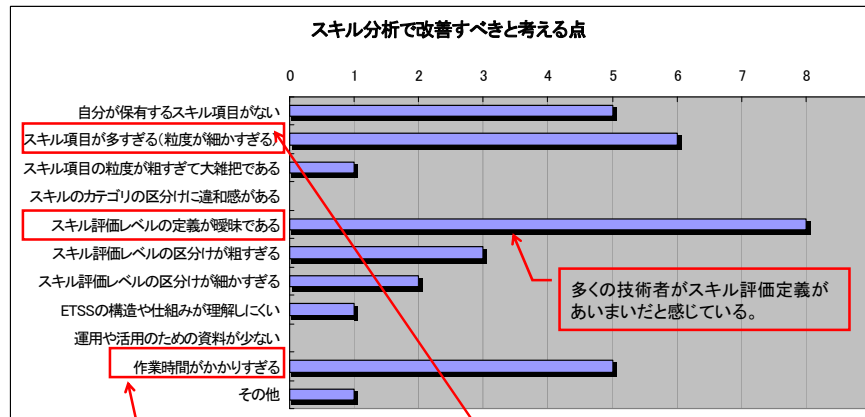 スキル分析で改善すべきと考える点
0 1 2 3 4 5 6 7 8
自分が保有するスキル項目がない
スキル項目が多すぎる(粒度が細かすぎる)
スキル項目の粒度が粗すぎて大雑把である
スキルのカテゴリの区分けに違和感がある
スキル評価レベルの定義が曖昧である
スキル評価レベルの区分けが粗すぎる
スキル評価レベルの区分けが細かすぎる
多くの技術者がスキル評価定義が
あいまいだと感じている。
ETSSの構造や仕組みが理解しにくい
運用や活用のための資料が少ない
作業時間がかかりすぎる
その他